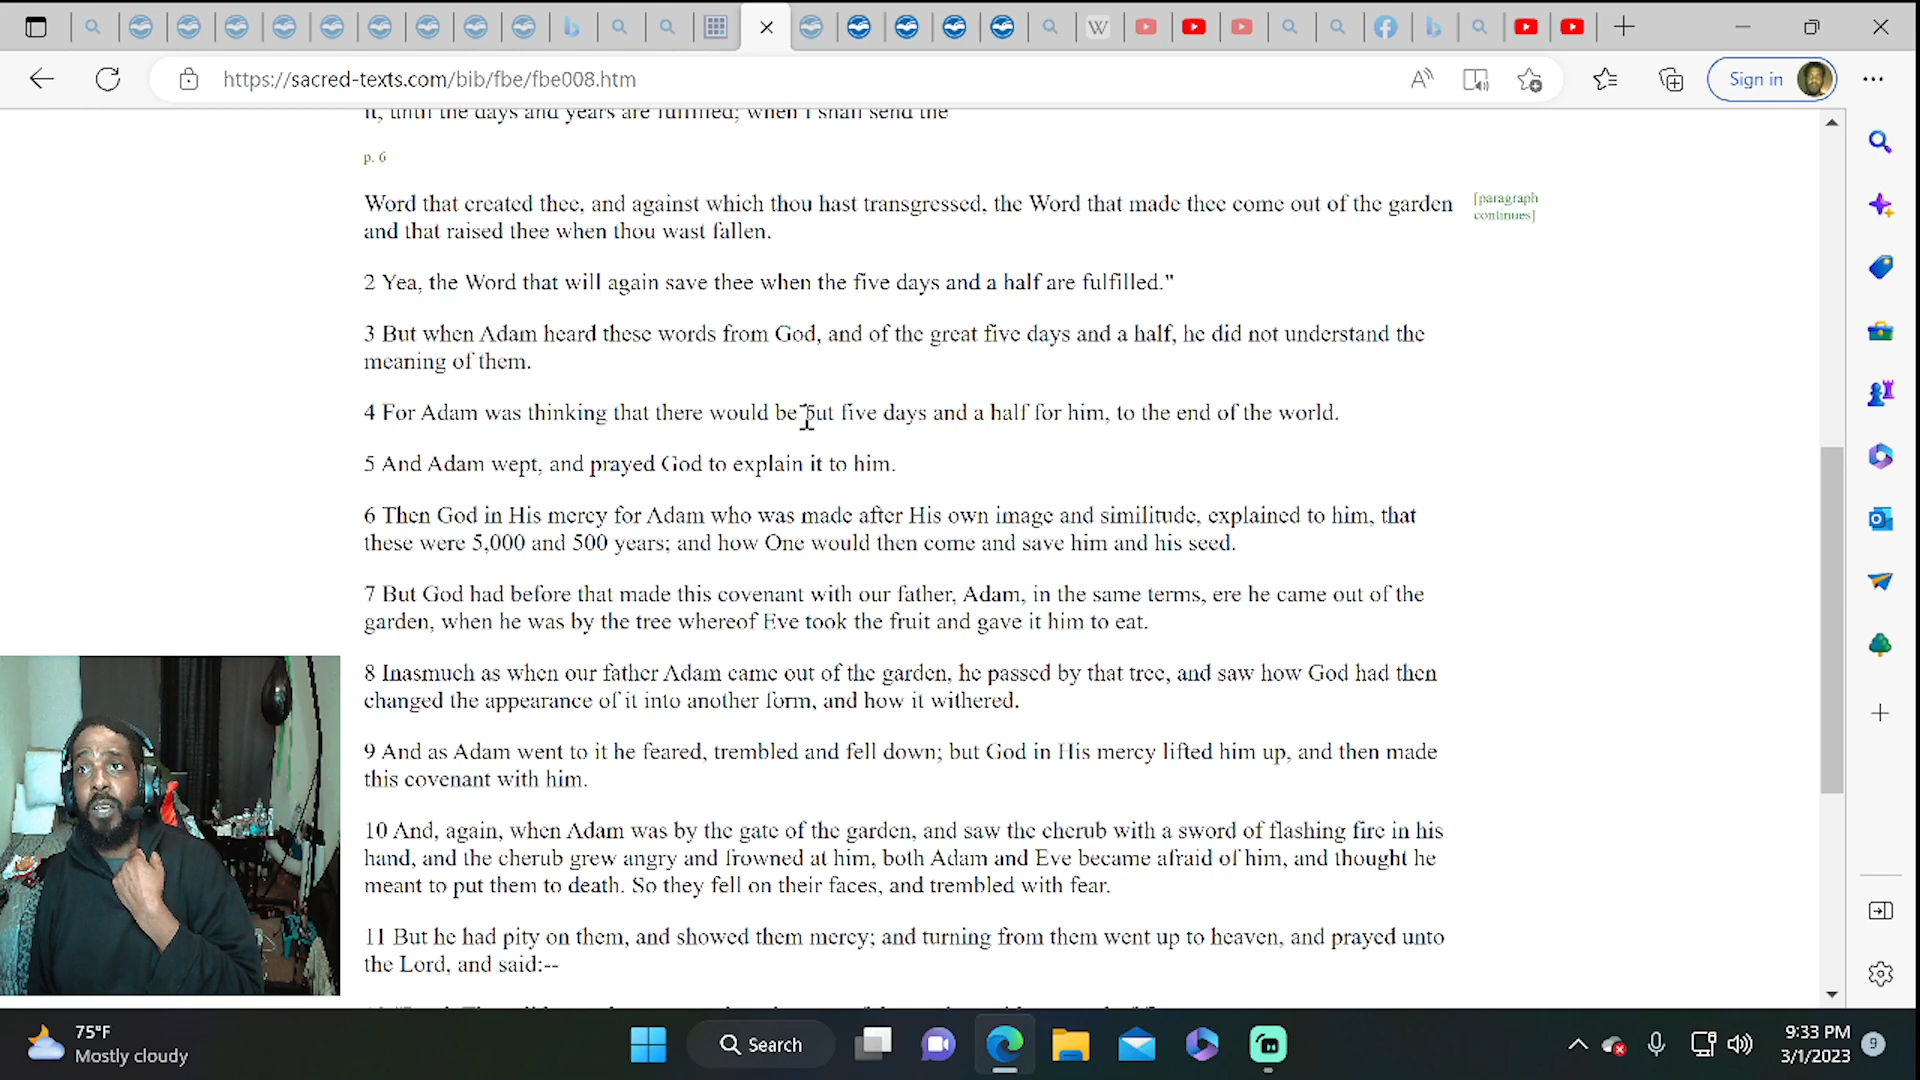 https://sacred-texts.com/bib/fbe/fbe008.htm
Sign in
it, until the days and years are fulfilled; when I shall send the
p. 6
Word that created thee, and against which thou hast transgressed, the Word that made thee come out of the garden
[paragraph
continues]
and that raised thee when thou wast fallen.
2 Yea, the Word that will again save thee when the five days and a half are fulfilled."
3 But when Adam heard these words from God, and of the great five days and a half, he did not understand the
meaning of them.
4 For Adam was thinking that there would be but five days and a half for him, to the end of the world.
5 And Adam wept, and prayed God to explain it to him.
6 Then God in His mercy for Adam who was made after His own image and similitude, explained to him, that
these were 5,000 and 500 years; and how One would then come and save him and his seed.
7 But God had before that made this covenant with our father, Adam, in the same terms, ere he came out of the
garden, when he was by the tree whereof Eve took the fruit and gave it him to eat.
8 Inasmuch as when our father Adam came out of the garden, he passed by that tree, and saw how God had then
changed the appearance of it into another form, and how it withered.
9 And as Adam went to it he feared, trembled and fell down; but God in His mercy lifted him up, and then made
this covenant with him.
10 And, again, when Adam was by the gate of the garden, and saw the cherub with a sword of flashing fire in his
hand, and the cherub grew angry and frowned at him, both Adam and Eve became afraid of him, and thought he
meant to put them to death. So they fell on their faces, and trembled with fear.
11 But he had pity on them, and showed them mercy; and turning from them went up to heaven, and prayed unto
the Lord, and said:--
75°F
Mostly cloudy
Search
9:33 PM
3/1/2023
9